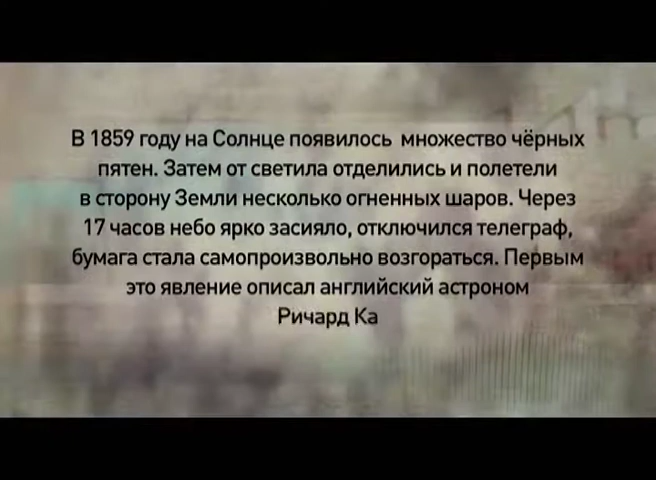 В 1859 году на Солнце появилось множество чёрных
пятен. Затем от светила отделились и полетели
в сторону Земли несколько огненных шаров. Через
17 часов небо ярко засияло, отключился телеграф,
бумага стала самопроизвольно возгораться. Первым
это явление описал английский астроном
Ричард Ка